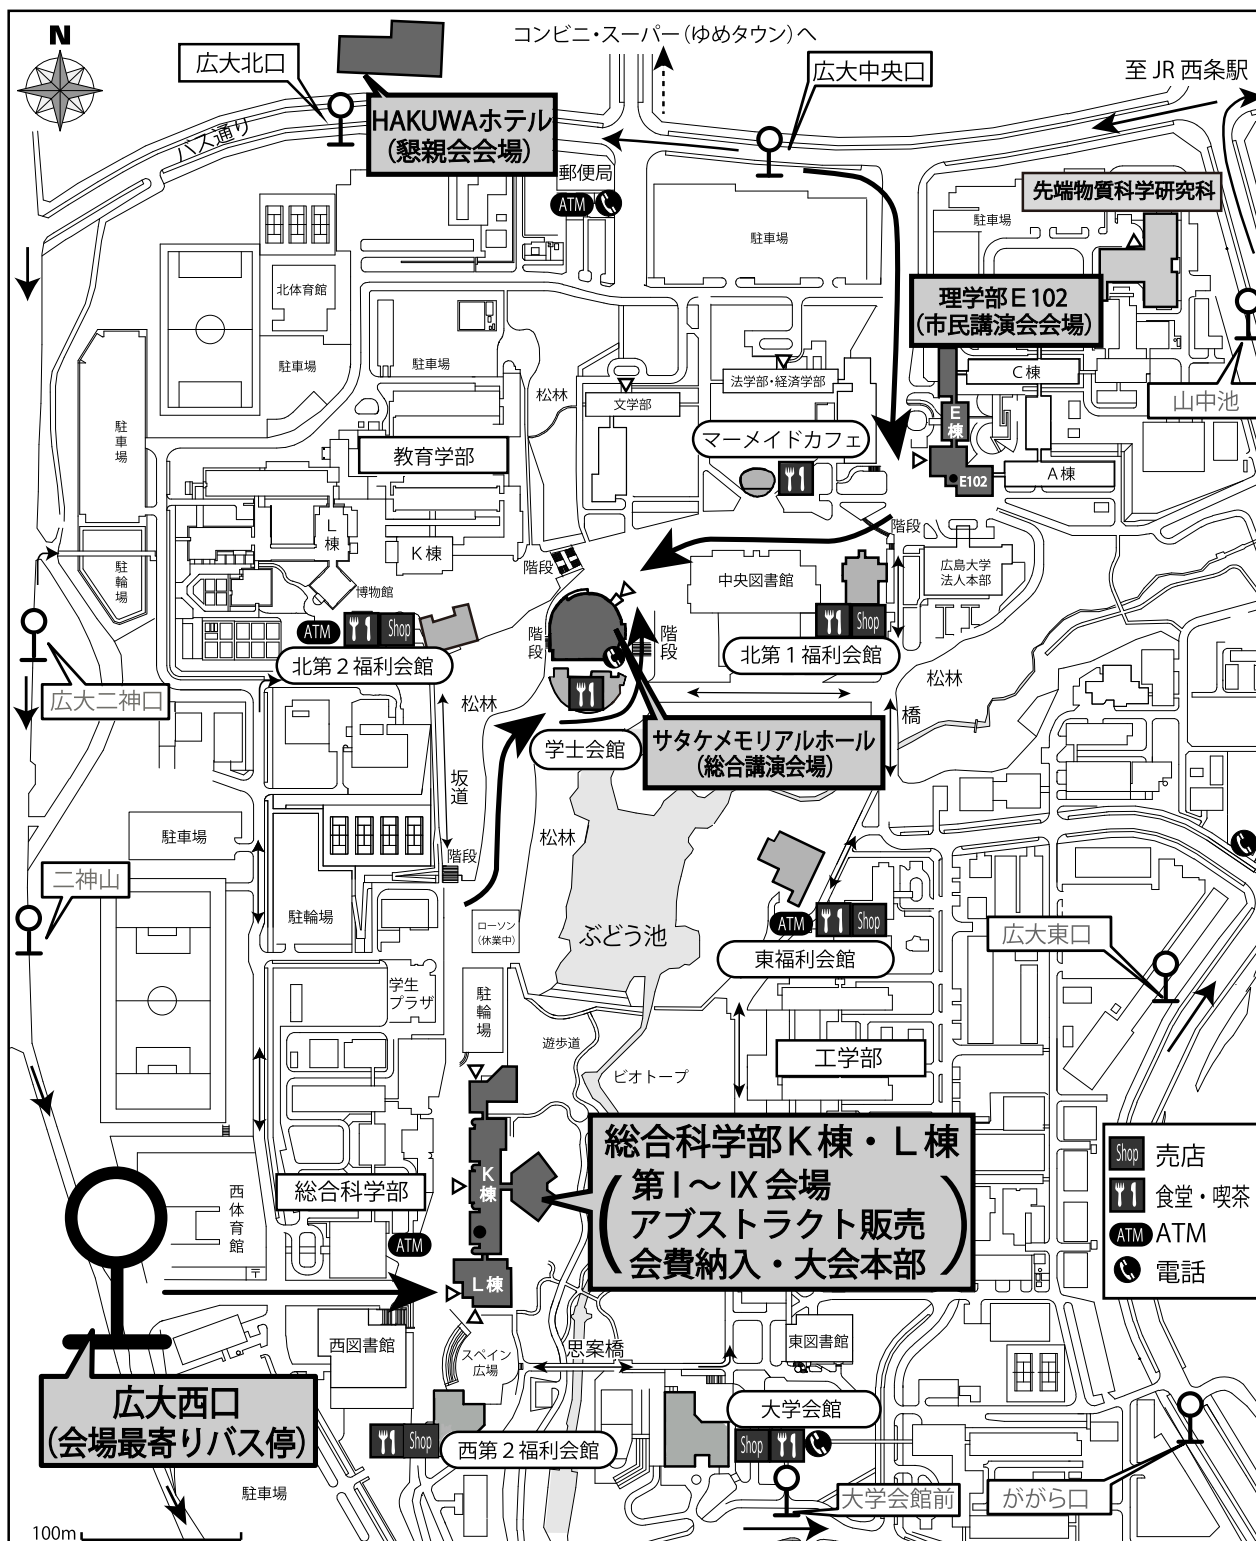 N
コンビニ・スーパー（ゆめタウン）へ
広大北口
広大中央口
至 JR 西条駅
バス通り
HAKUWAホテル
（懇親会会場）
郵便局
ATM
先端物質科学研究科
駐車場
駐車場
北体育館
理学部E102
（市民講演会会場）
駐車場
駐車場
松林
法学部・経済学部
C棟
文学部
山中池
駐車場
マーメイドカフェ
E棟
教育学部
A棟
E102
L棟
K棟
階段
階段
中央図書館
広島大学
法人本部
駐輪場
博物館
ATM
Shop
北第２福利会館
階段
階段
Shop
北第１福利会館
松林
広大二神口
松林
橋
学士会館
サタケメモリアルホール
（総合講演会場）
坂道
松林
駐車場
階段
二神山
駐輪場
ローソン
（休業中）
ぶどう池
ATM
Shop
東福利会館
広大東口
学生
プラザ
駐輪場
遊歩道
ビオトープ
工学部
総合科学部K棟・L棟
第Ⅰ～Ⅸ会場
アブストラクト販売
会費納入・大会本部
Shop 売店
食堂・喫茶
ATM ATM
電話
K棟
総合科学部
西体育館
ATM
L棟
西図書館
スペイン
広場
思案橋
東図書館
広大西口
（会場最寄りバス停）
大学会館
Shop
西第２福利会館
Shop
駐車場
大学会館前
ががら口
100m